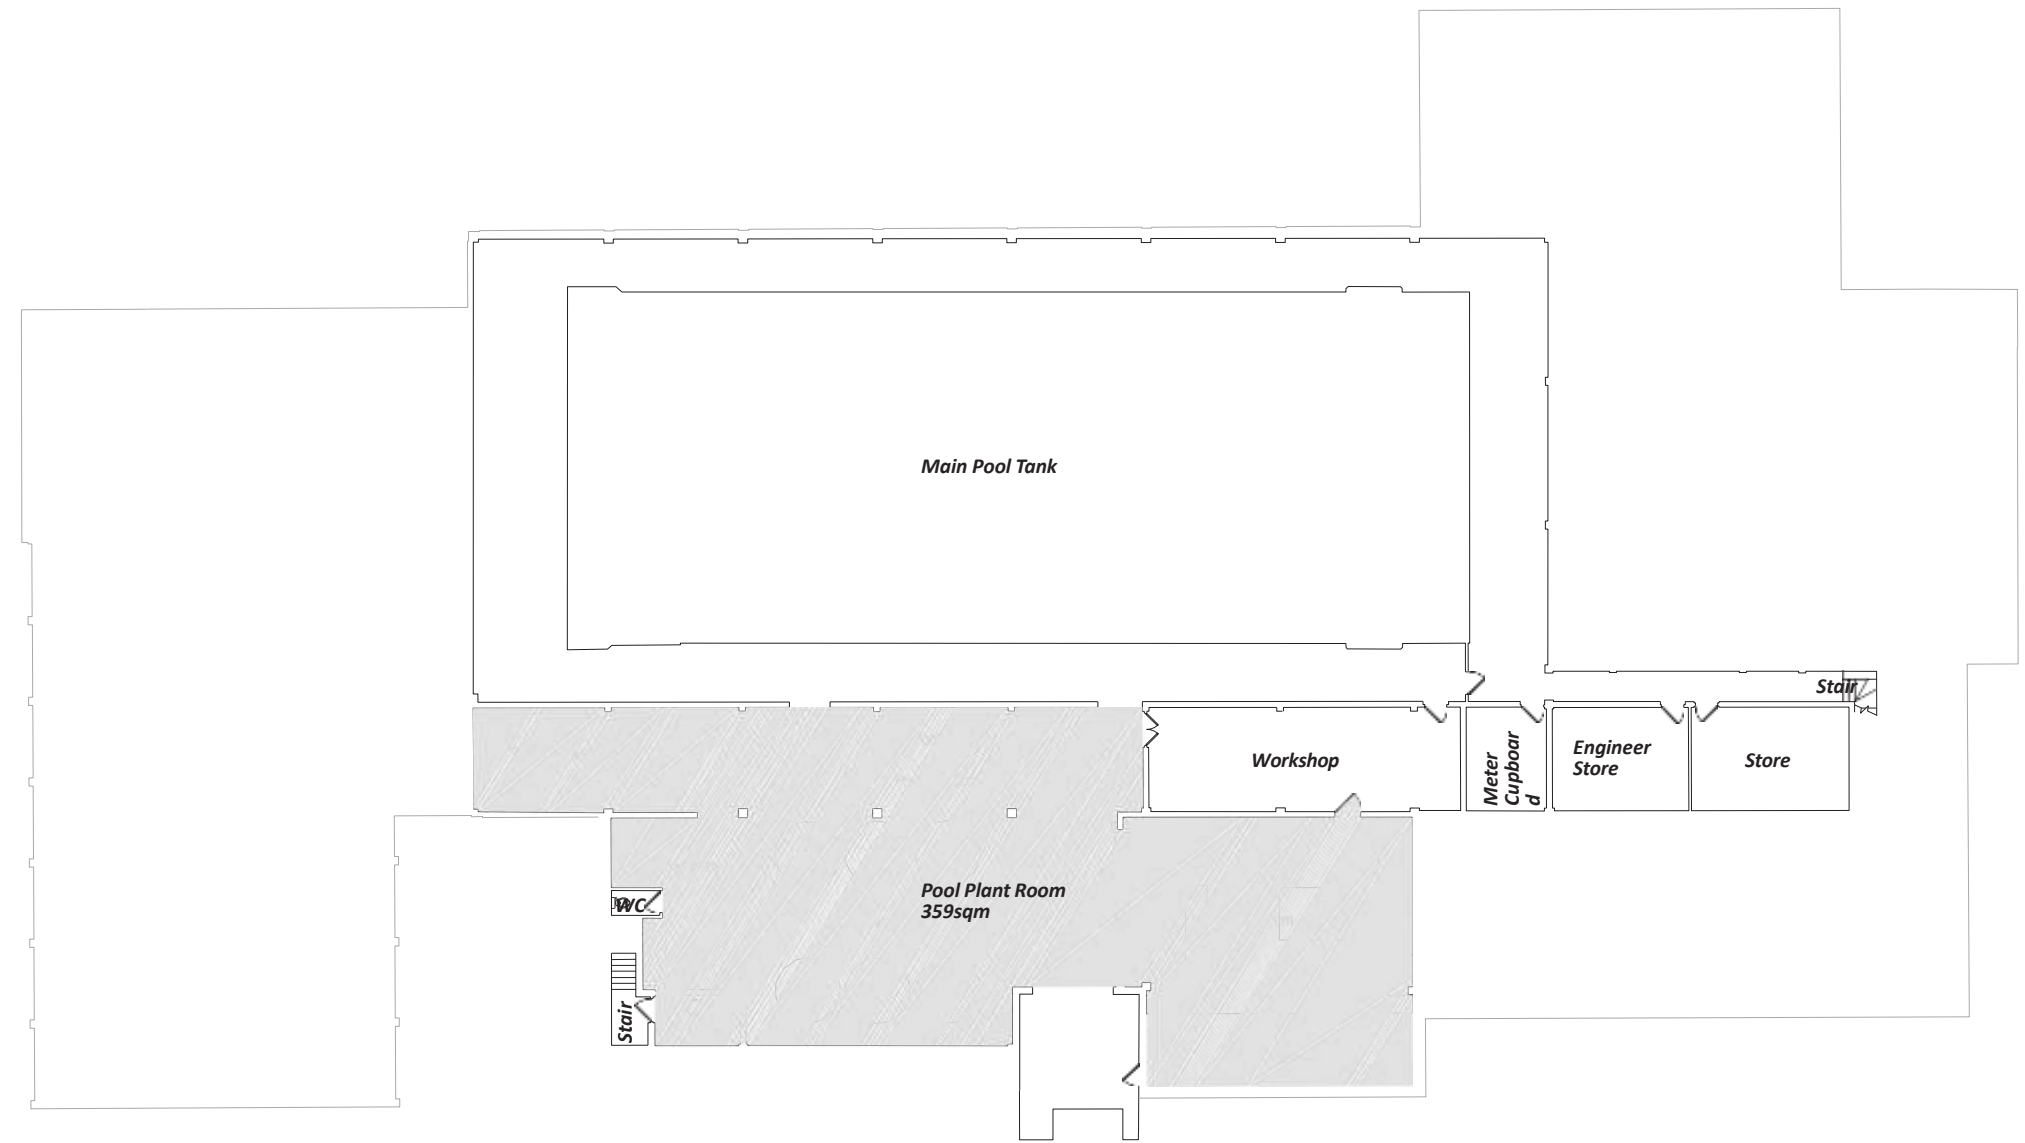 Main Pool Tank
Stair
Workshop
Meter
Cupboar
d
Engineer
Store
Store
Pool Plant Room
359sqm
WC
Stair